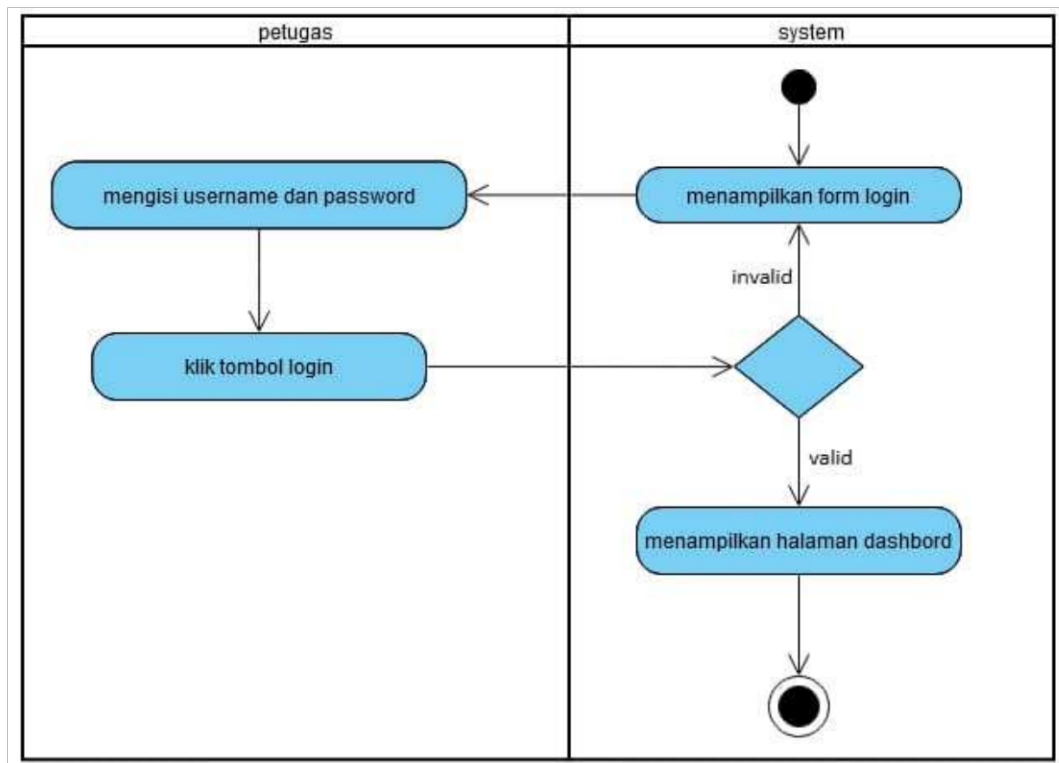 petugas
system
mengisi username dan password
menampilkan form login
invalid
klik tombol login
valid
menampilkan halaman dashbord